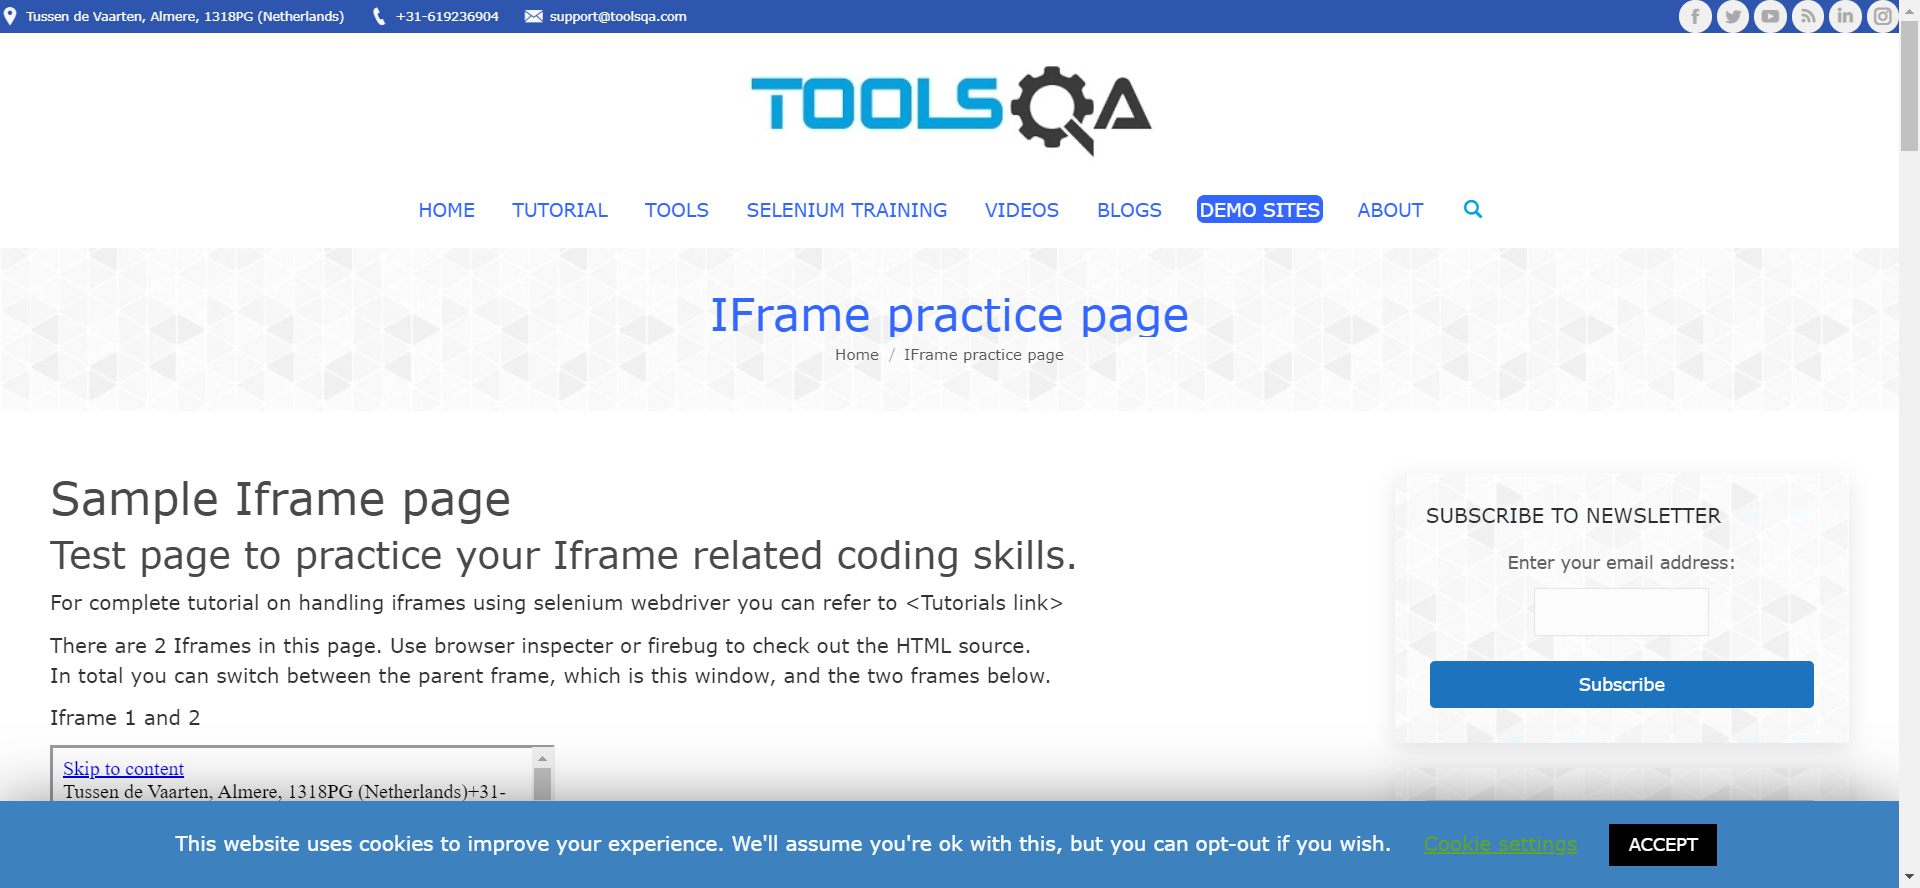 Tussen de Vaarten, Almere, 1318PG (Netherlands) +31-619236904 support@toolsqa.com
TOOLSQA
HOME TUTORIAL TOOLS SELENIUM TRAINING VIDEOS BLOGS DEMO SITES ABOUT
IFrame practice page
Home / IFrame practice page
Sample Iframe page
Test page to practice your Iframe related coding skills.
For complete tutorial on handling iframes using selenium webdriver you can refer to <Tutorials link>
There are 2 Iframes in this page. Use browser inspecter or firebug to check out the HTML source.
In total you can switch between the parent frame, which is this window, and the two frames below.
Iframe 1 and 2
Skip to content
Tussen de Vaarten, Almere, 1318PG (Netherlands)+31-
SUBSCRIBE TO NEWSLETTER
Enter your email address:
Subscribe
This website uses cookies to improve your experience. We'll assume you're ok with this, but you can opt-out if you wish. Cookie settings ACCEPT